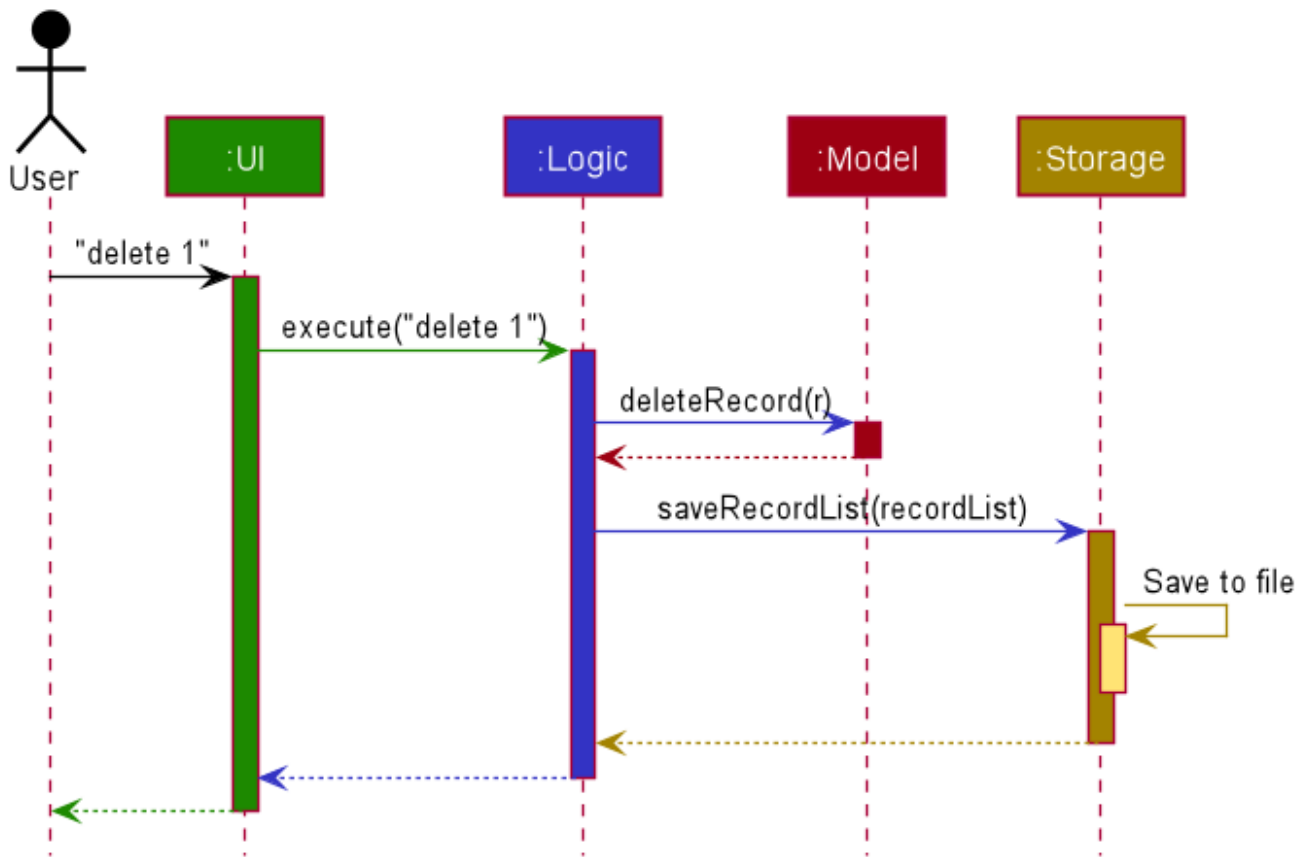 User
:UI
:Logic
:Model
:Storage
"delete 1"
execute("delete 1")
deleteRecord(r)
saveRecordList(recordList)
Save to file